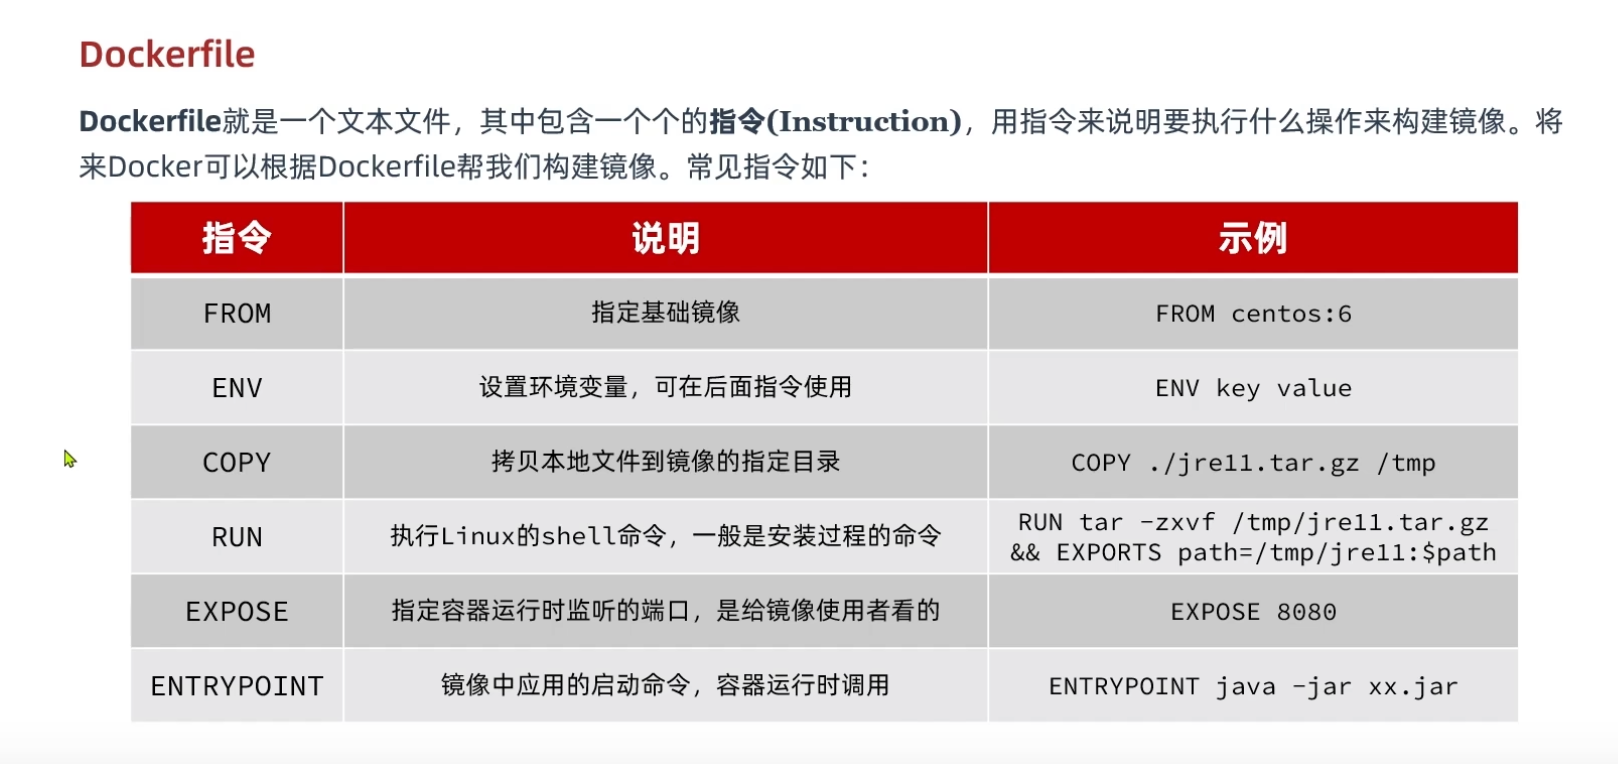 Dockerfile
Dockerfile就是一个文本文件，其中包含一个个的指令(Instruction)，用指令来说明要执行什么操作来构建镜像。将
来Docker可以根据Dockerfile帮我们构建镜像。常见指令如下：
指令 说明 示例
FROM 指定基础镜像 FROM centos:6
ENV 设置环境变量，可在后面指令使用 ENV key value
COPY 拷贝本地文件到镜像的指定目录 COPY ./jre11.tar.gz /tmp
RUN 执行Linux的shell命令，一般是安装过程的命令 RUN tar -zxvf /tmp/jre11.tar.gz
&& EXPORTS path=/tmp/jre11:$path
EXPOSE 指定容器运行时监听的端口，是给镜像使用者看的 EXPOSE 8080
ENTRYPOINT 镜像中应用的启动命令，容器运行时调用 ENTRYPOINT java -jar xx.jar